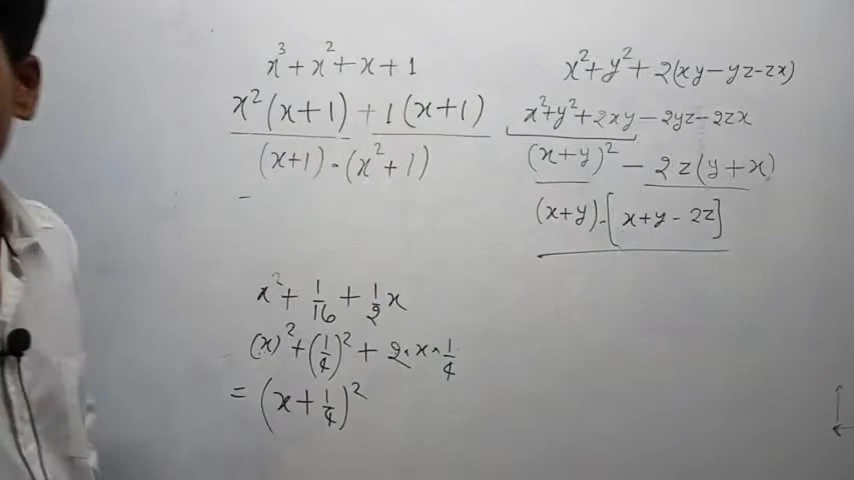 x³ + x² + x + 1
x²(x+1) + 1(x+1)
(x+1) · (x² + 1)
x² + y² + 2(xy - yz - zx)
x² + y² + 2xy - 2yz - 2zx
(x+y)² - 2z(y+x)
(x+y) · [x+y - 2z]
x² + 1/16 + 1/2 x
(x)² + (1/4)² + 2·x·1/4
= (x + 1/4)²